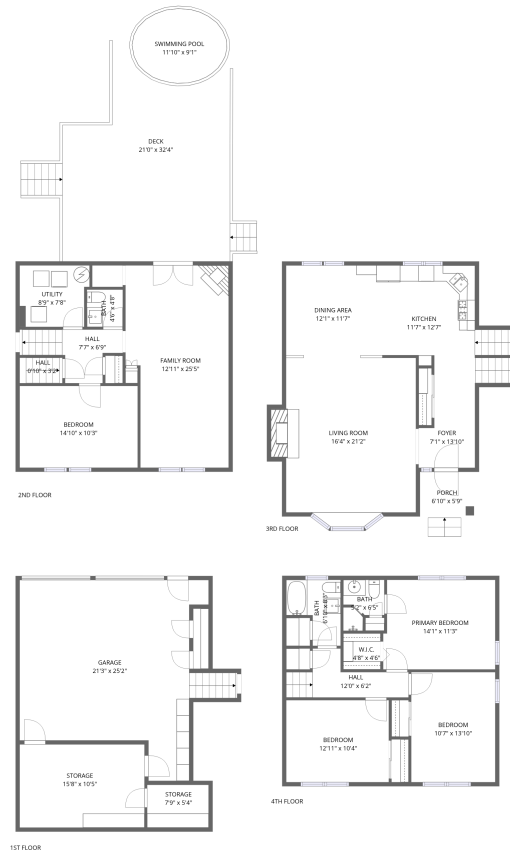 SWIMMING POOL
11'10" x 9'1"
DECK
21'0" x 32'4"
UTILITY
8'9" x 7'8"
BATH
4'6" x 4'8"
HALL
7'7" x 6'9"
HALL
6'10" x 3'2"
FAMILY ROOM
12'11" x 25'5"
BEDROOM
14'10" x 10'3"
2ND FLOOR
DINING AREA
12'1" x 11'7"
KITCHEN
11'7" x 12'7"
LIVING ROOM
16'4" x 21'2"
FOYER
7'1" x 13'10"
PORCH
6'10" x 5'9"
3RD FLOOR
GARAGE
21'3" x 25'2"
STORAGE
15'8" x 10'5"
STORAGE
7'9" x 5'4"
1ST FLOOR
BATH
BATH
5'2" x 6'5"
PRIMARY BEDROOM
14'1" x 11'3"
W.I.C.
4'8" x 4'6"
HALL
12'0" x 6'2"
BEDROOM
12'11" x 10'4"
BEDROOM
10'7" x 13'10"
4TH FLOOR